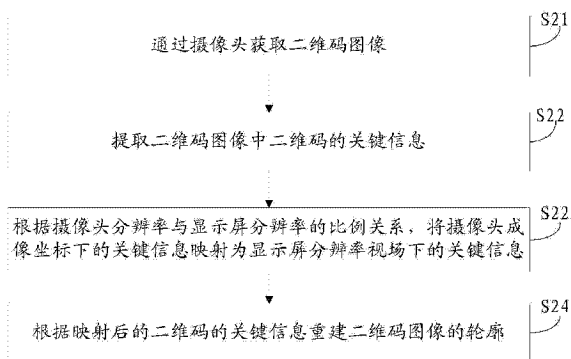 S21
通过摄像头获取二维码图像
S22
提取二维码图像中二维码的关键信息
S22
根据摄像头分辨率与显示屏分辨率的比例关系，将摄像头成
像坐标下的关键信息映射为显示屏分辨率视场下的关键信息
S24
根据映射后的二维码的关键信息重建二维码图像的轮廓